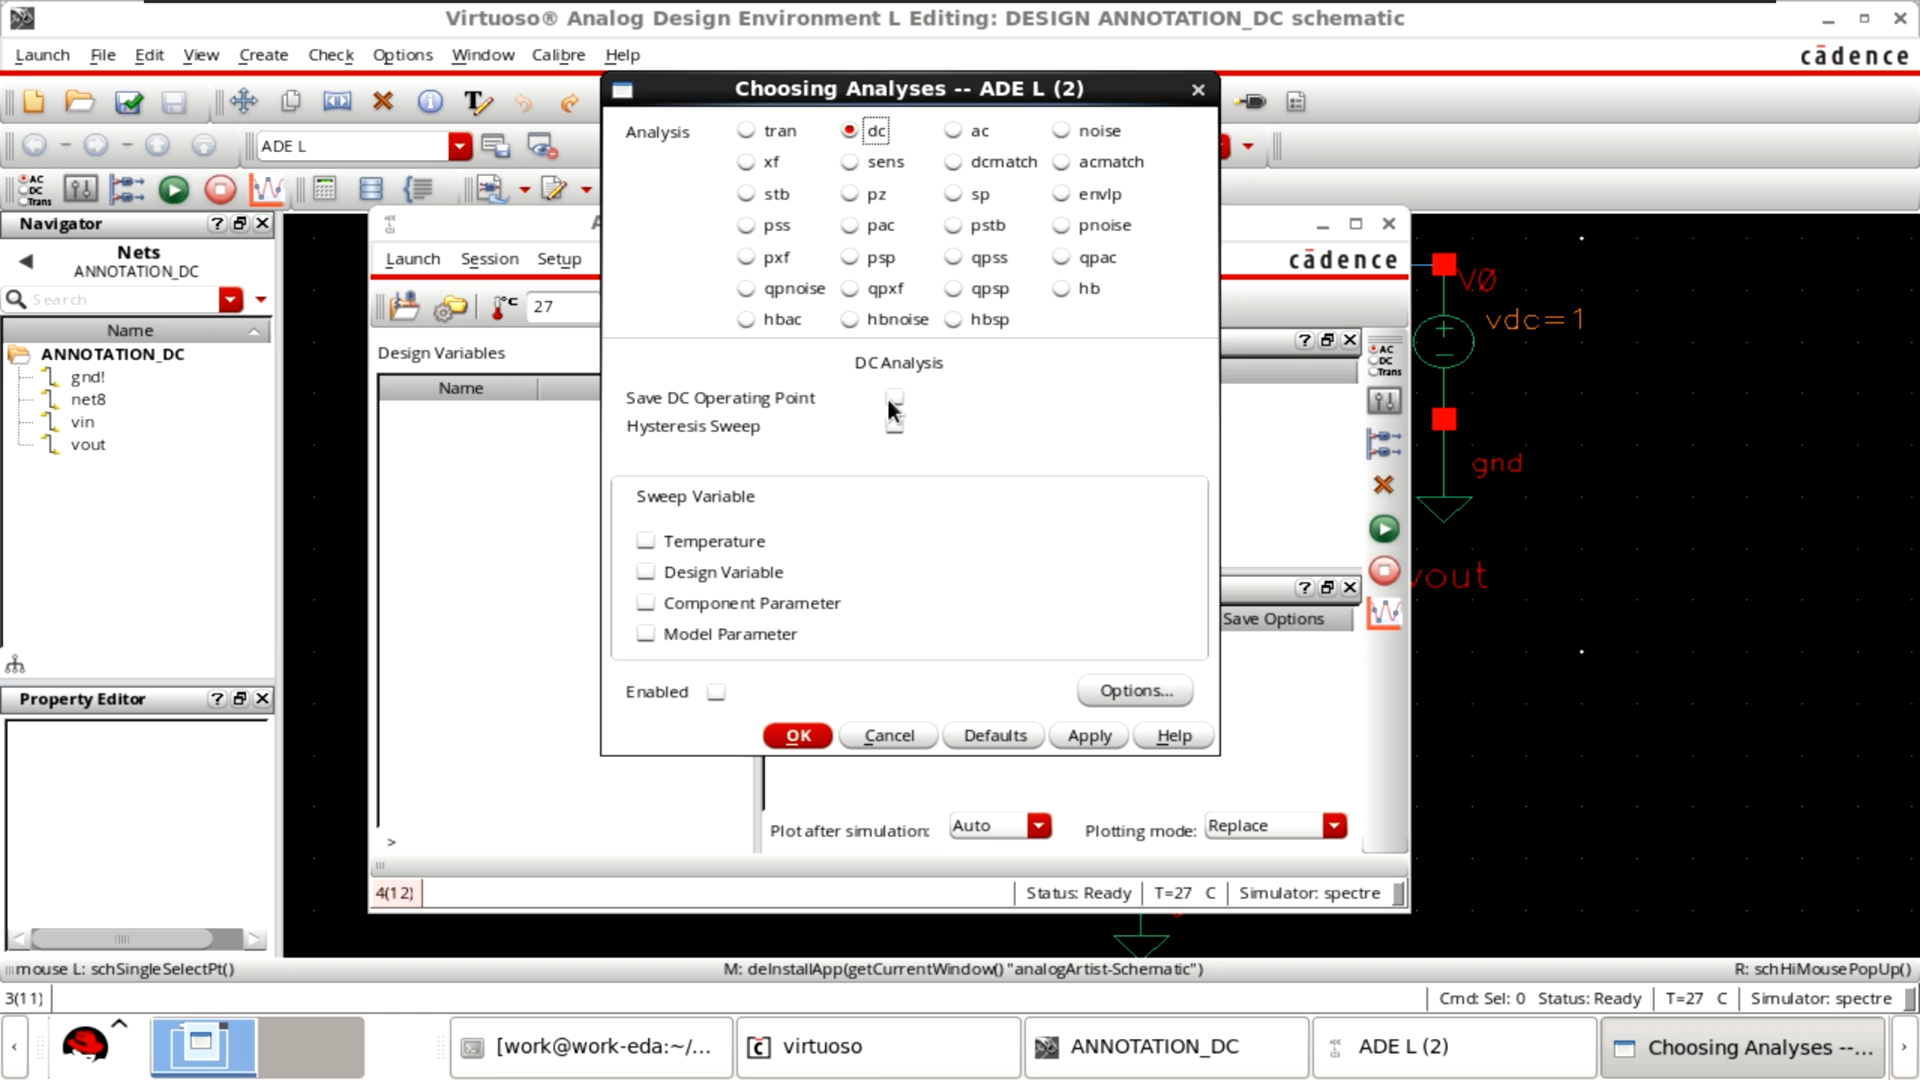 Virtuoso® Analog Design Environment L Editing: DESIGN ANNOTATION_DC schematic
Launch File Edit View Create Check Options Window Calibre Help
cādence
ADE L
AC
DC
Trans
Navigator
Nets
ANNOTATION_DC
Search
Name
ANNOTATION_DC
gnd!
net8
vin
vout
Property Editor
Launch Session Setup
cādence
°C 27
Design Variables
Name
>
AC
DC
Trans
Save Options
Plot after simulation: Auto
Plotting mode: Replace
4(12)
Status: Ready T=27 C Simulator: spectre
Choosing Analyses -- ADE L (2)
Analysis tran dc ac noise
xf sens dcmatch acmatch
stb pz sp envlp
pss pac pstb pnoise
pxf psp qpss qpac
qpnoise qpxf qpsp hb
hbac hbnoise hbsp
DC Analysis
Save DC Operating Point
Hysteresis Sweep
Sweep Variable
Temperature
Design Variable
Component Parameter
Model Parameter
Enabled
Options...
OK Cancel Defaults Apply Help
V0
vdc=1
gnd
vout
mouse L: schSingleSelectPt() M: deInstallApp(getCurrentWindow() "analogArtist-Schematic") R: schHiMousePopUp()
3(11)
Cmd: Sel: 0 Status: Ready T=27 C Simulator: spectre
[work@work-eda:~/... virtuoso ANNOTATION_DC ADE L (2) Choosing Analyses --...